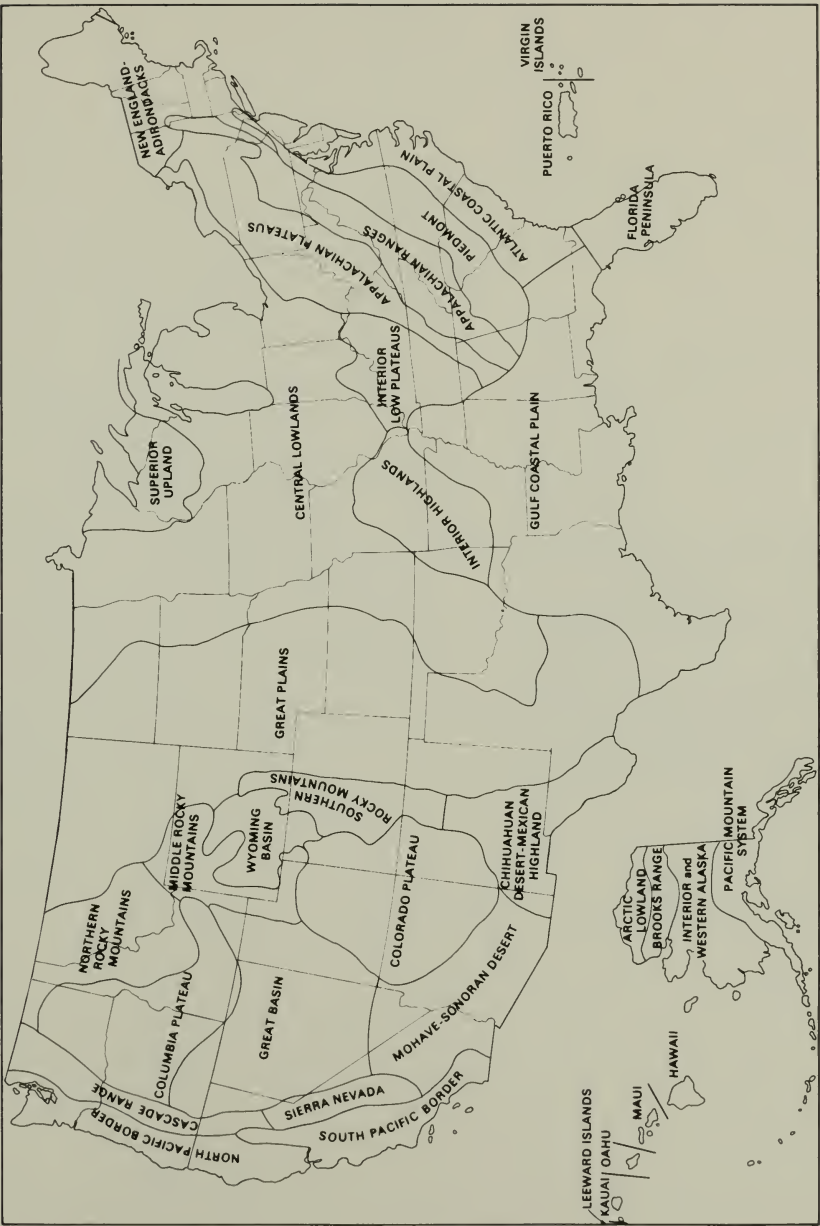 NORTH PACIFIC BORDER
CASCADE RANGE
COLUMBIA PLATEAU
NORTHERN
ROCKY
MOUNTAINS
MIDDLE ROCKY
MOUNTAINS
WYOMING
BASIN
SOUTHERN
ROCKY MOUNTAINS
GREAT BASIN
SIERRA NEVADA
SOUTH PACIFIC BORDER
COLORADO PLATEAU
MOHAVE-SONORAN DESERT
CHIHUAHUAN
DESERT-MEXICAN
HIGHLAND
GREAT PLAINS
SUPERIOR
UPLAND
CENTRAL LOWLANDS
INTERIOR HIGHLANDS
INTERIOR
LOW PLATEAUS
GULF COASTAL PLAIN
NEW ENGLAND-
ADIRONDACKS
APPALACHIAN PLATEAUS
APPALACHIAN RANGES
PIEDMONT
ATLANTIC COASTAL PLAIN
FLORIDA
PENINSULA
PUERTO RICO
VIRGIN
ISLANDS
LEEWARD ISLANDS
KAUAI
OAHU
MAUI
HAWAII
ARCTIC
LOWLAND
BROOKS RANGE
INTERIOR and
WESTERN ALASKA
PACIFIC MOUNTAIN
SYSTEM